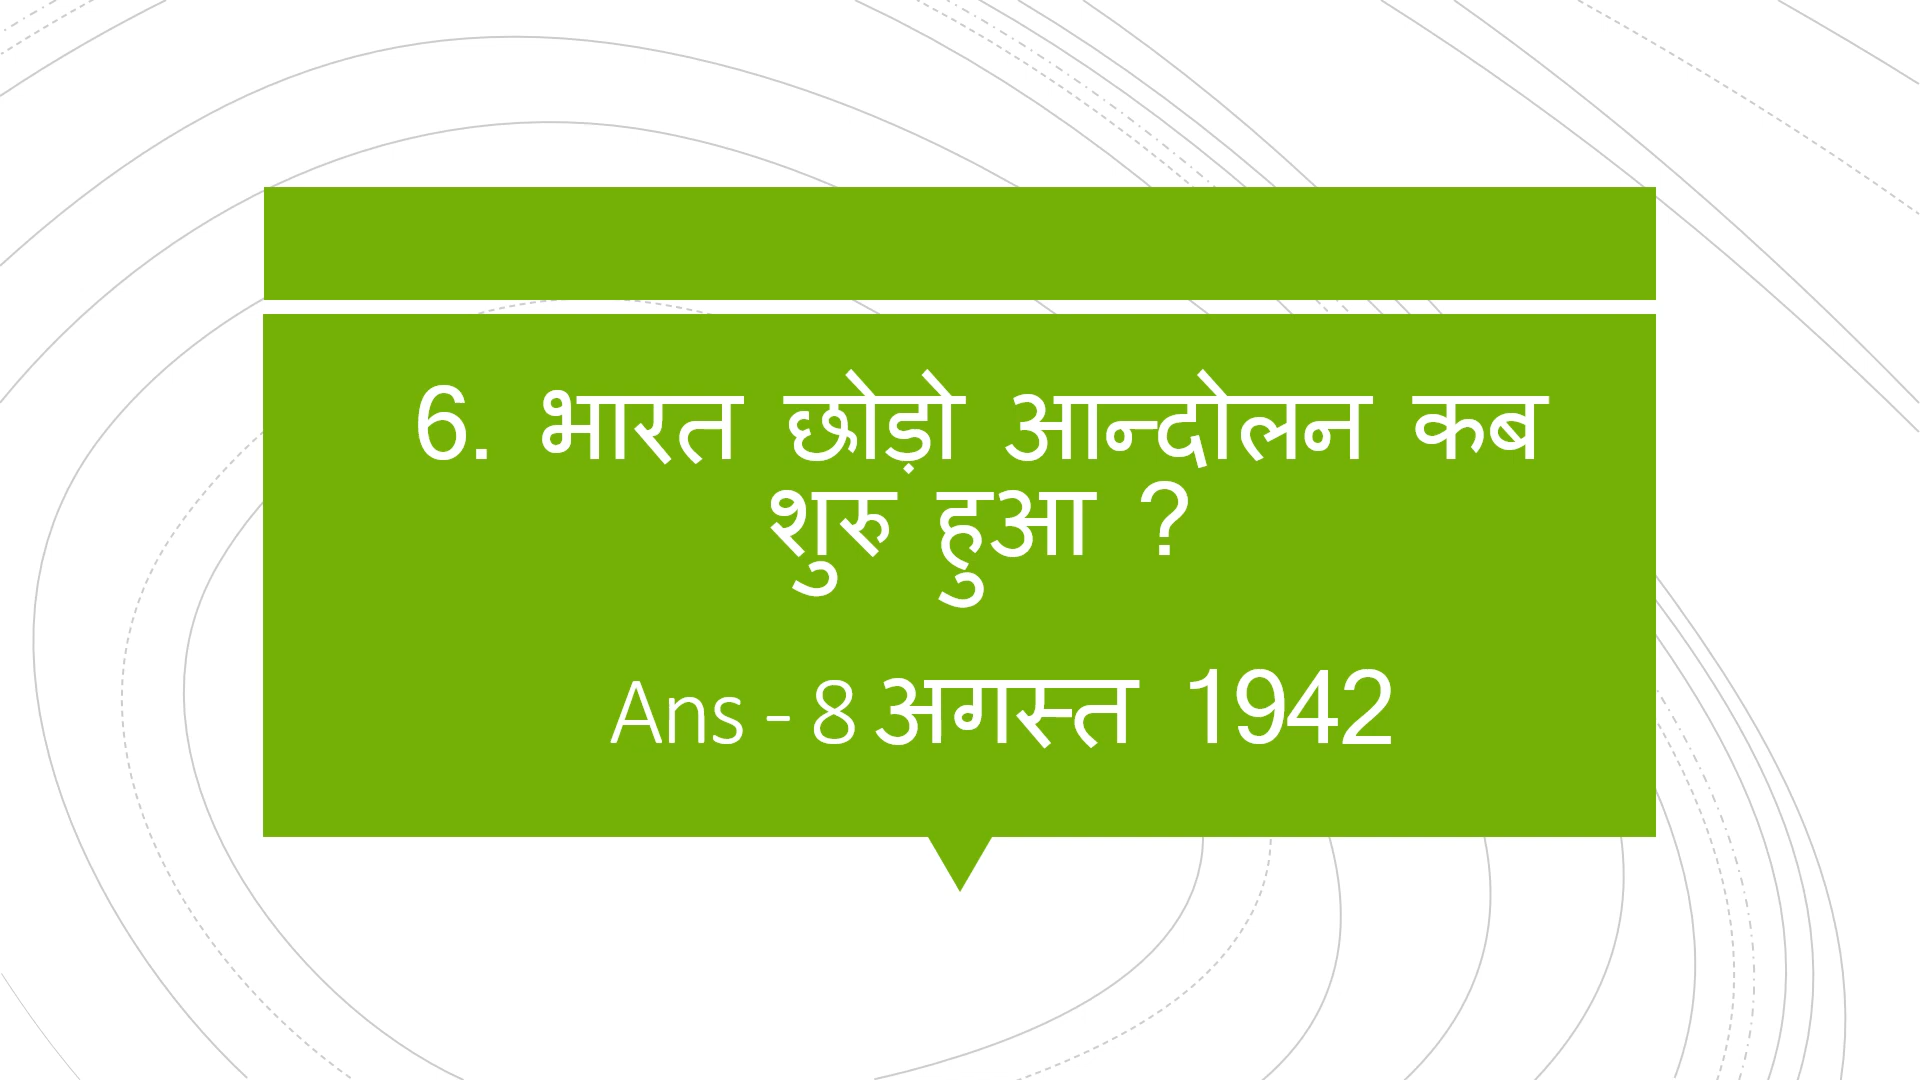 6. भारत छोड़ो आन्दोलन कब
शुरु हुआ ?
Ans - 8 अगस्त 1942